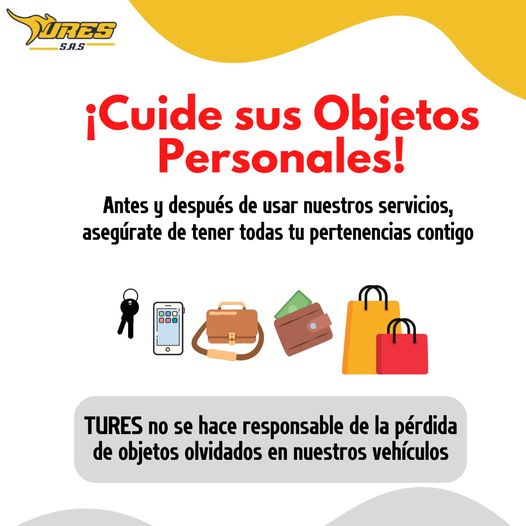 TURES
S.A.S
¡Cuide sus Objetos
Personales!
Antes y después de usar nuestros servicios,
asegúrate de tener todas tu pertenencias contigo
TURES no se hace responsable de la pérdida
de objetos olvidados en nuestros vehículos